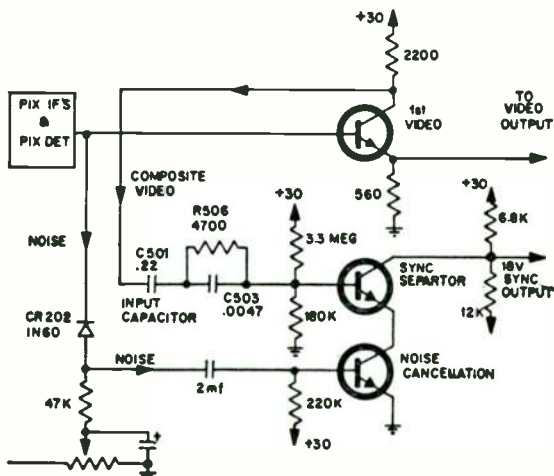 +30
2200
PIX IF'S
&
PIX DET
1st
VIDEO
TO
VIDEO
OUTPUT
COMPOSITE
VIDEO
560
+30
6.8K
NOISE
R506
4700
+30
3.3 MEG
C501
.22
INPUT
CAPACITOR
C503
.0047
180K
SYNC
SEPARTOR
18V
SYNC
OUTPUT
12K
CR202
IN60
NOISE
2mf
NOISE
CANCELLATION
47K
220K
+30
+